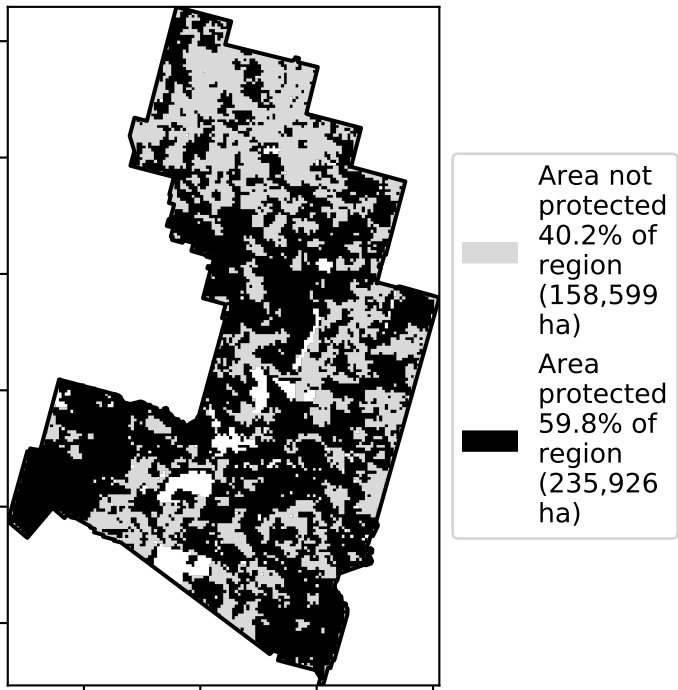 Area not
protected
40.2% of
region
(158,599
ha)
Area
protected
59.8% of
region
(235,926
ha)